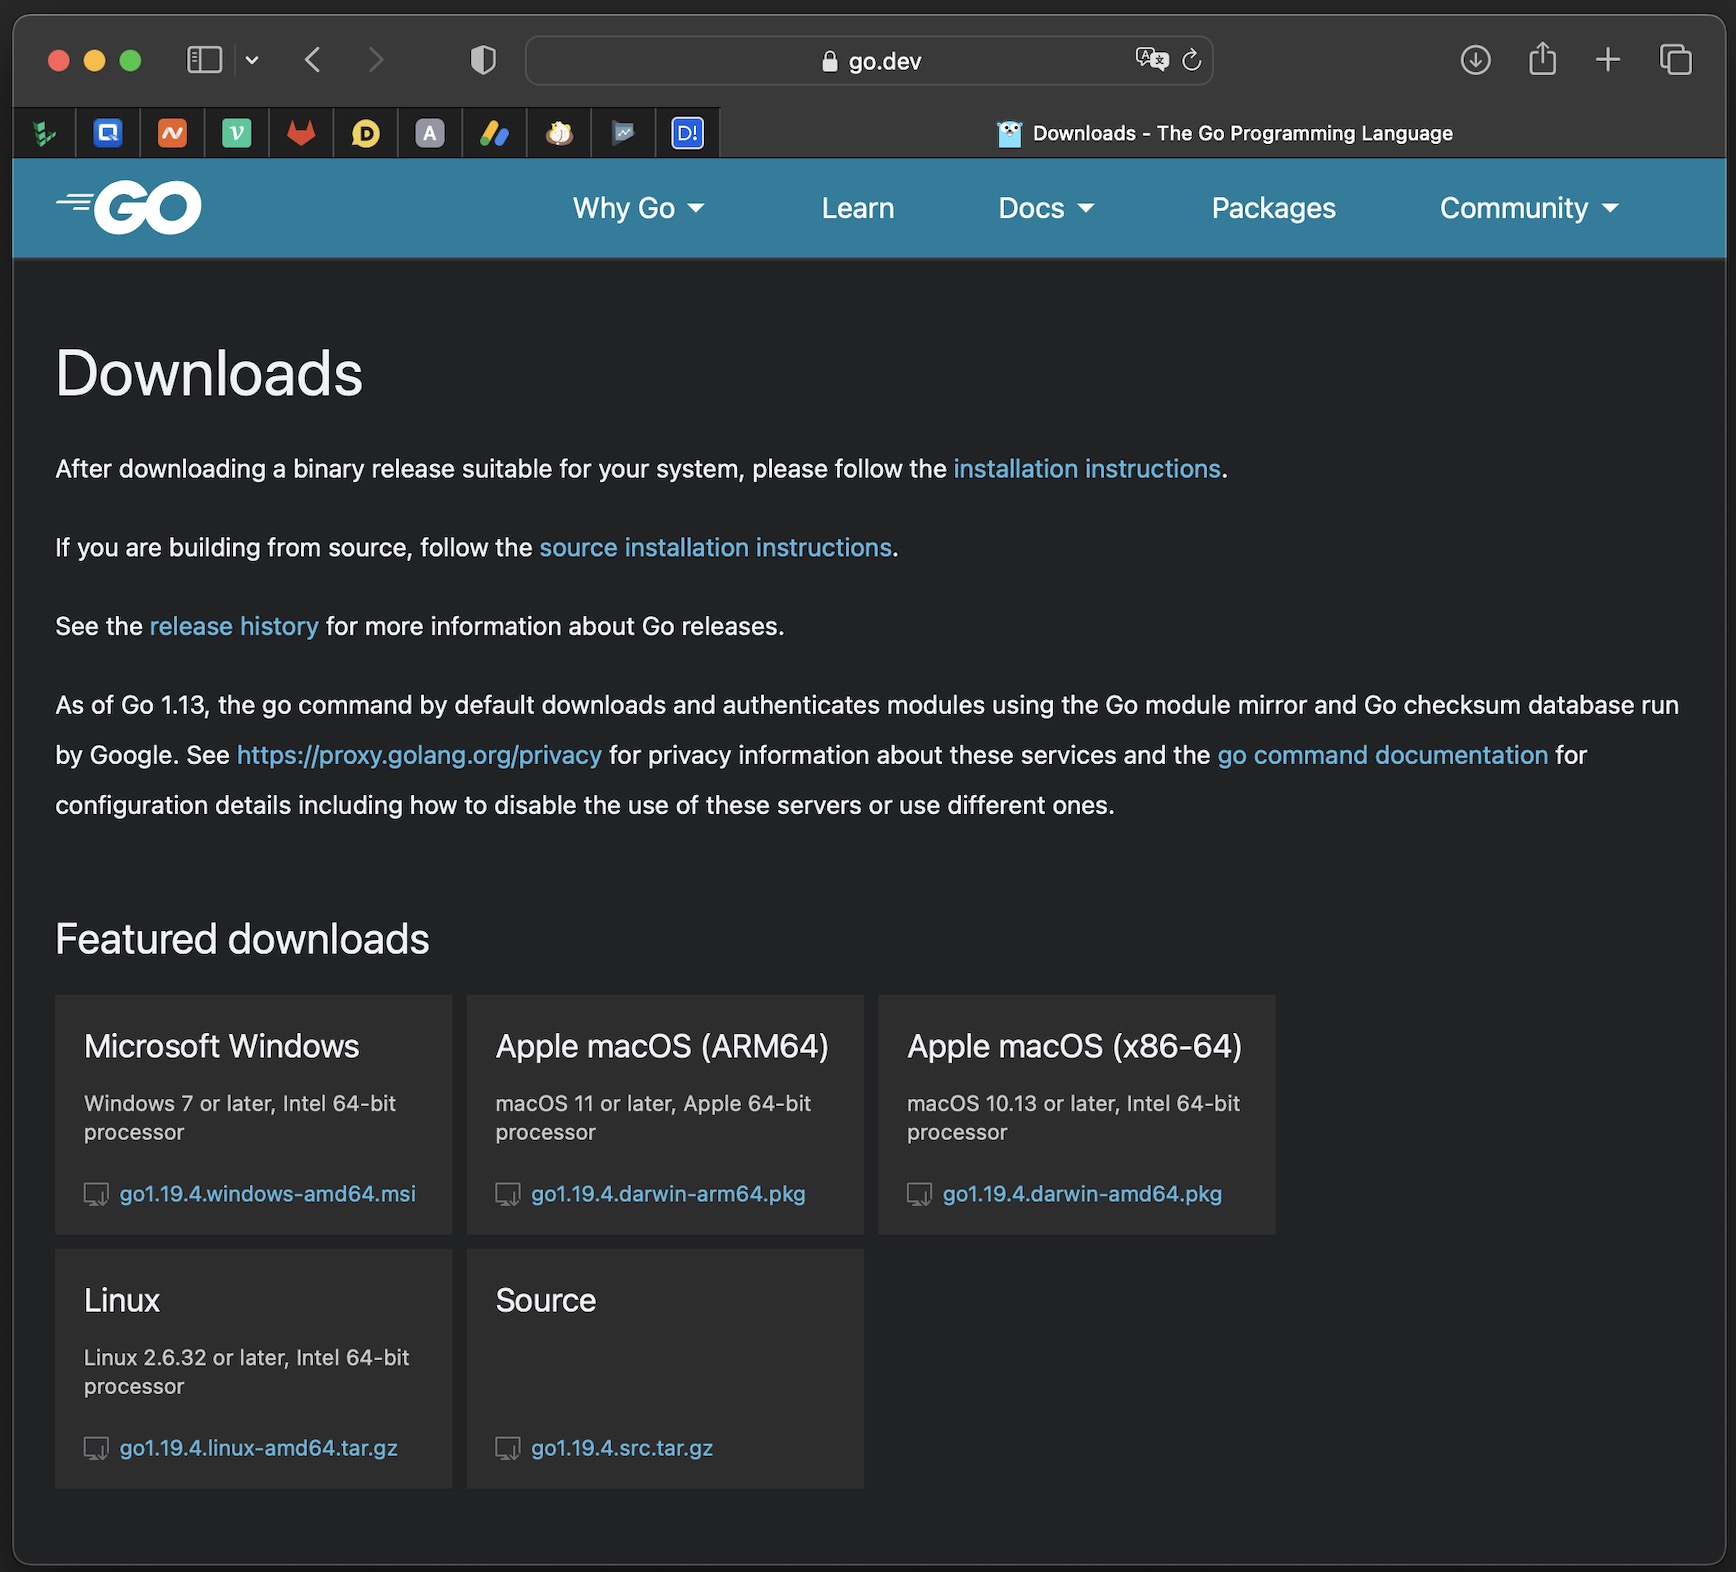 go.dev
Downloads - The Go Programming Language
GO
Why Go
Learn
Docs
Packages
Community
Downloads
After downloading a binary release suitable for your system, please follow the installation instructions.
If you are building from source, follow the source installation instructions.
See the release history for more information about Go releases.
As of Go 1.13, the go command by default downloads and authenticates modules using the Go module mirror and Go checksum database run
by Google. See https://proxy.golang.org/privacy for privacy information about these services and the go command documentation for
configuration details including how to disable the use of these servers or use different ones.
Featured downloads
Microsoft Windows
Windows 7 or later, Intel 64-bit
processor
go1.19.4.windows-amd64.msi
Apple macOS (ARM64)
macOS 11 or later, Apple 64-bit
processor
go1.19.4.darwin-arm64.pkg
Apple macOS (x86-64)
macOS 10.13 or later, Intel 64-bit
processor
go1.19.4.darwin-amd64.pkg
Linux
Linux 2.6.32 or later, Intel 64-bit
processor
go1.19.4.linux-amd64.tar.gz
Source
go1.19.4.src.tar.gz